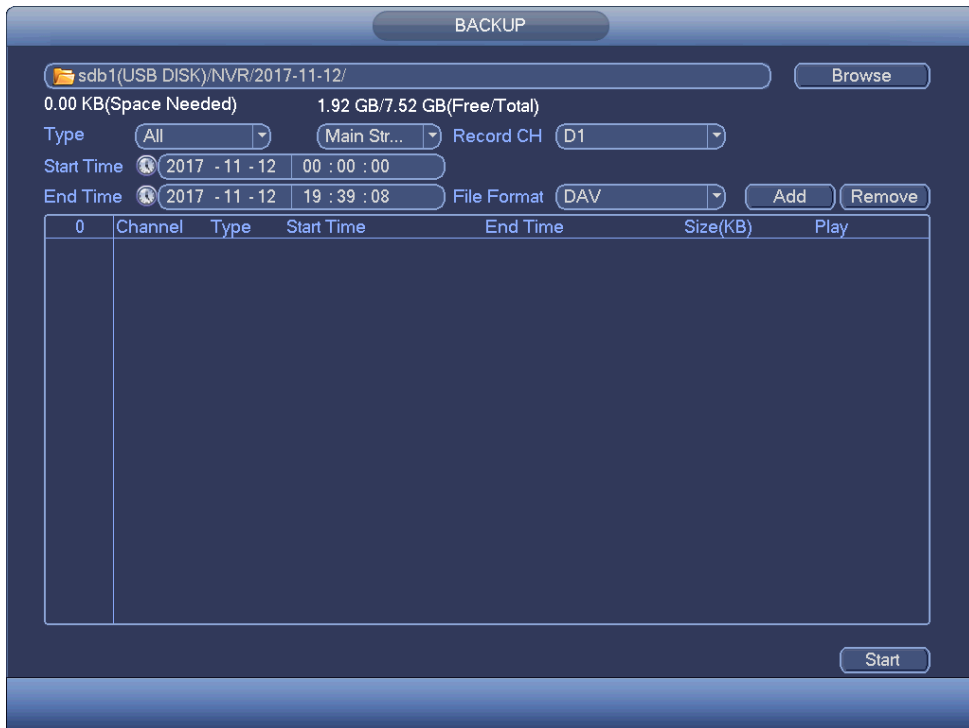 BACKUP
sdb1(USB DISK)/NVR/2017-11-12/ Browse
0.00 KB(Space Needed) 1.92 GB/7.52 GB(Free/Total)
Type All Main Str... Record CH D1
Start Time 2017 - 11 - 12 00 : 00 : 00
End Time 2017 - 11 - 12 19 : 39 : 08 File Format DAV Add Remove
0 Channel Type Start Time End Time Size(KB) Play
Start